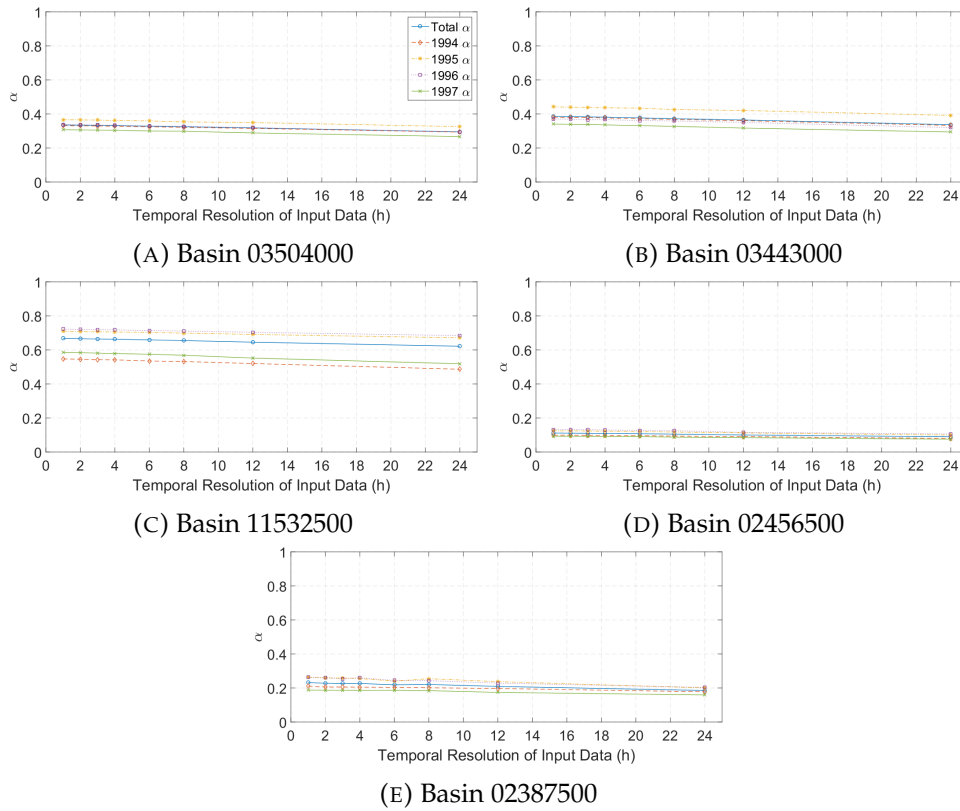 1
0.8
0.6
0.4
0.2
0
α
0 2 4 6 8 10 12 14 16 18 20 22 24
Temporal Resolution of Input Data (h)
Total α
1994 α
1995 α
1996 α
1997 α
(A) Basin 03504000
1
0.8
0.6
0.4
0.2
0
α
0 2 4 6 8 10 12 14 16 18 20 22 24
Temporal Resolution of Input Data (h)
(B) Basin 03443000
1
0.8
0.6
0.4
0.2
0
α
0 2 4 6 8 10 12 14 16 18 20 22 24
Temporal Resolution of Input Data (h)
(C) Basin 11532500
1
0.8
0.6
0.4
0.2
0
α
0 2 4 6 8 10 12 14 16 18 20 22 24
Temporal Resolution of Input Data (h)
(D) Basin 02456500
1
0.8
0.6
0.4
0.2
0
α
0 2 4 6 8 10 12 14 16 18 20 22 24
Temporal Resolution of Input Data (h)
(E) Basin 02387500